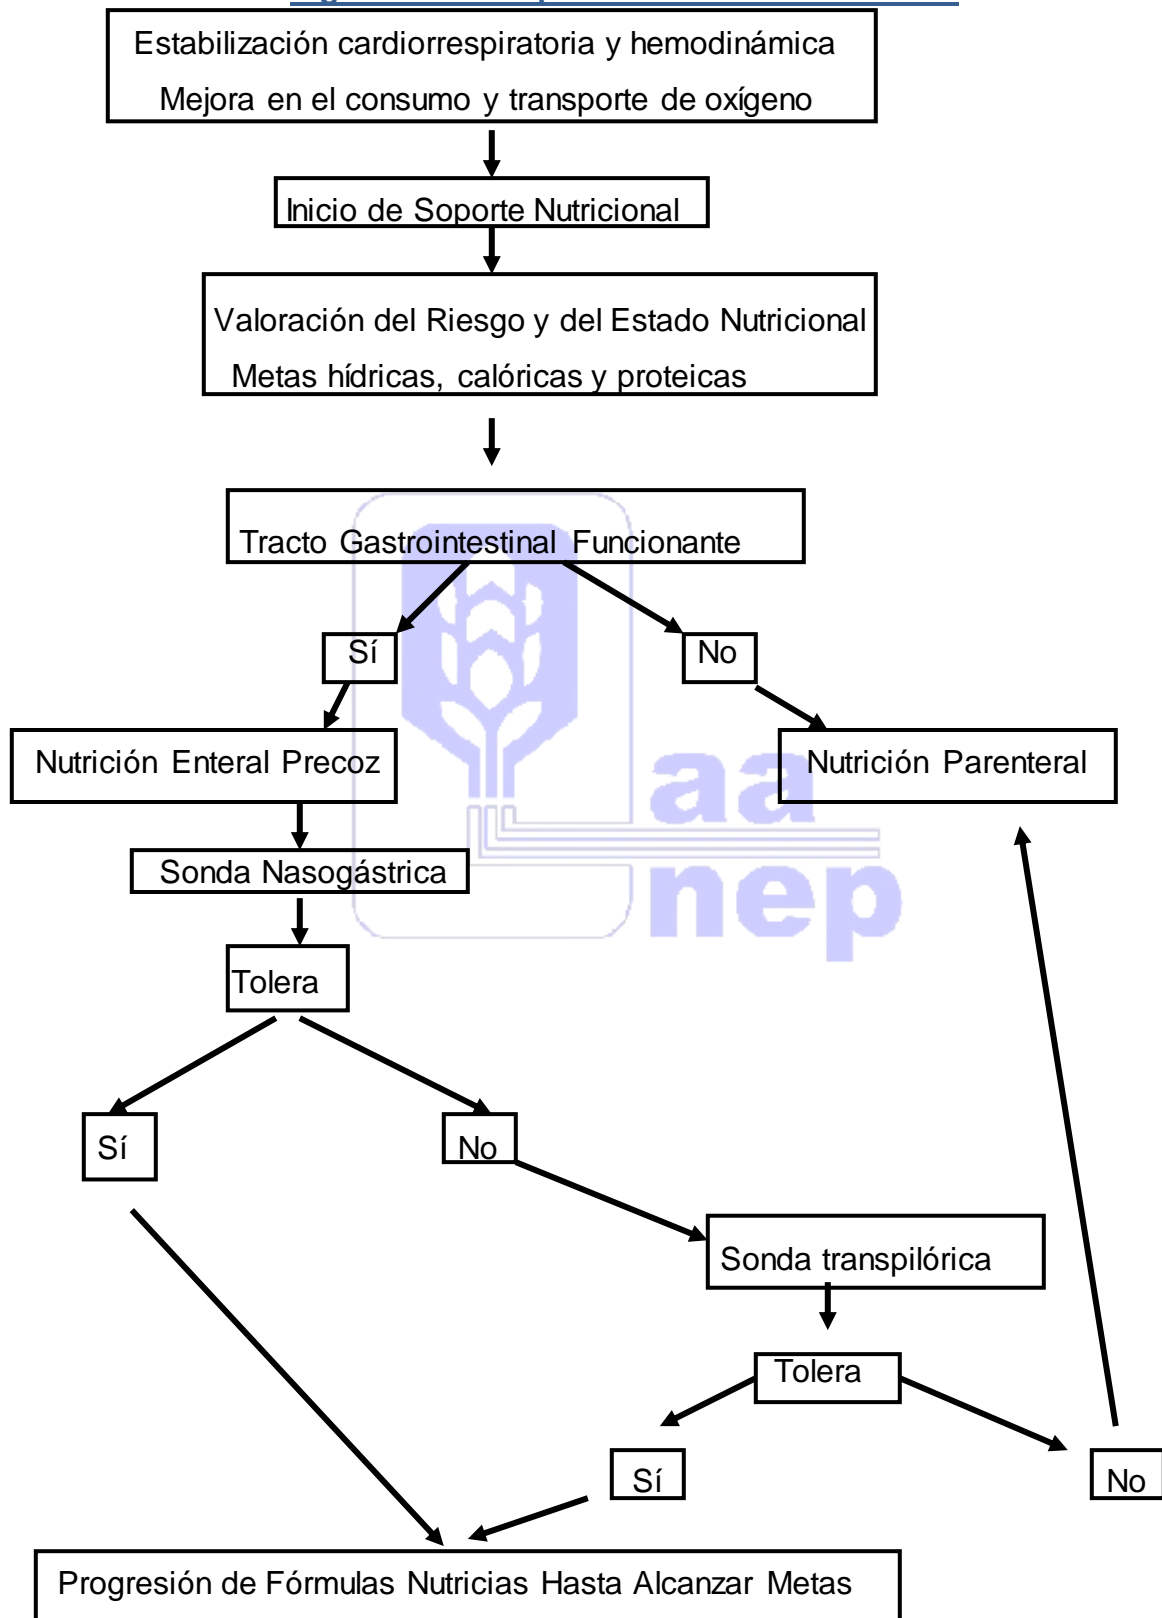 Estabilización cardiorrespiratoria y hemodinámica
Mejora en el consumo y transporte de oxígeno
Inicio de Soporte Nutricional
Valoración del Riesgo y del Estado Nutricional
Metas hídricas, calóricas y proteicas
Tracto Gastrointestinal Funcionante
Sí
No
Nutrición Enteral Precoz
Nutrición Parenteral
aa
nep
Sonda Nasogástrica
Tolera
Sí
No
Sonda transpilórica
Tolera
Sí
No
Progresión de Fórmulas Nutricias Hasta Alcanzar Metas